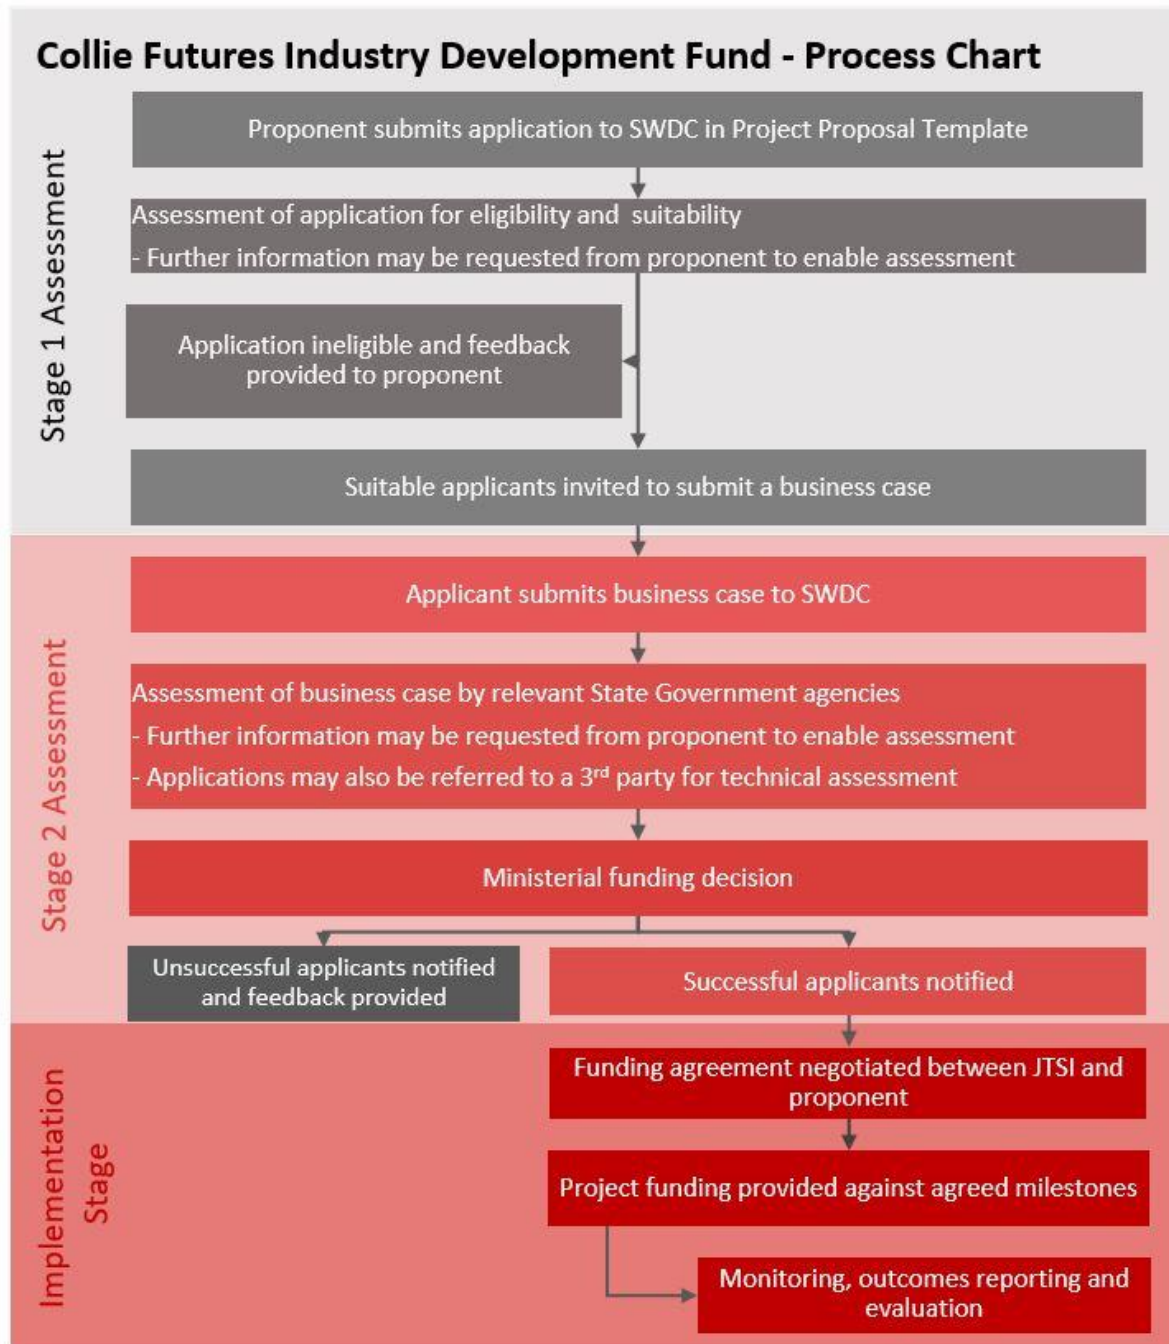 Collie Futures Industry Development Fund - Process Chart
Stage 1 Assessment
Proponent submits application to SWDC in Project Proposal Template
Assessment of application for eligibility and suitability
- Further information may be requested from proponent to enable assessment
Application ineligible and feedback
provided to proponent
Suitable applicants invited to submit a business case
Stage 2 Assessment
Applicant submits business case to SWDC
Assessment of business case by relevant State Government agencies
- Further information may be requested from proponent to enable assessment
- Applications may also be referred to a 3rd party for technical assessment
Ministerial funding decision
Unsuccessful applicants notified
and feedback provided
Successful applicants notified
Implementation
Stage
Funding agreement negotiated between JTSI and
proponent
Project funding provided against agreed milestones
Monitoring, outcomes reporting and
evaluation